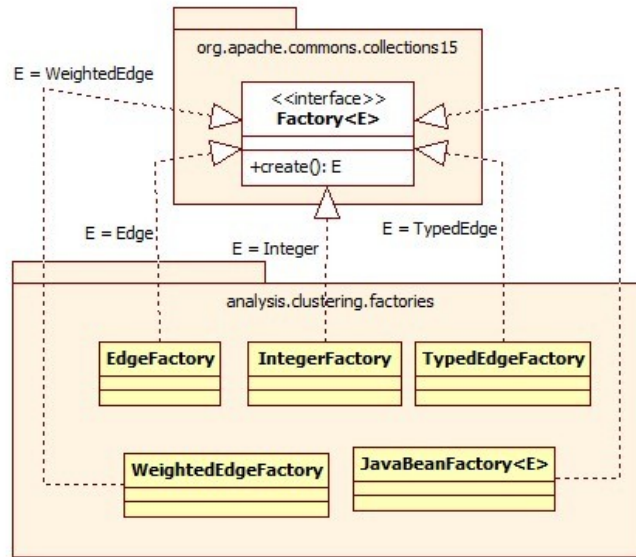 org.apache.commons.collections15
E = WeightedEdge
<<interface>>
Factory<E>
+create(): E
E = Edge
E = Integer
E = TypedEdge
analysis.clustering.factories
EdgeFactory
IntegerFactory
TypedEdgeFactory
WeightedEdgeFactory
JavaBeanFactory<E>